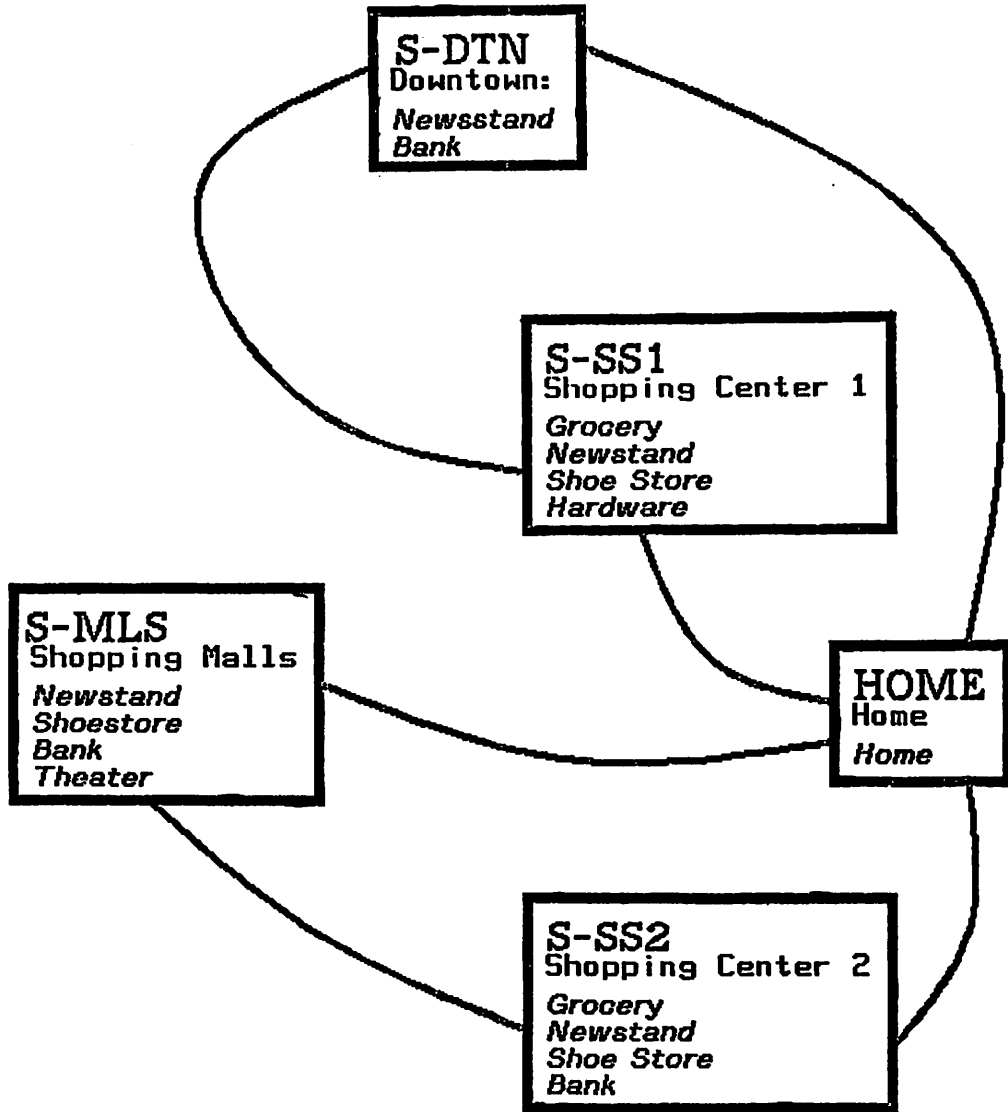 S-DTN
Downtown:
Newsstand
Bank
S-SS1
Shopping Center 1
Grocery
Newstand
Shoe Store
Hardware
S-MLS
Shopping Malls
Newstand
Shoestore
Bank
Theater
HOME
Home
Home
S-SS2
Shopping Center 2
Grocery
Newstand
Shoe Store
Bank